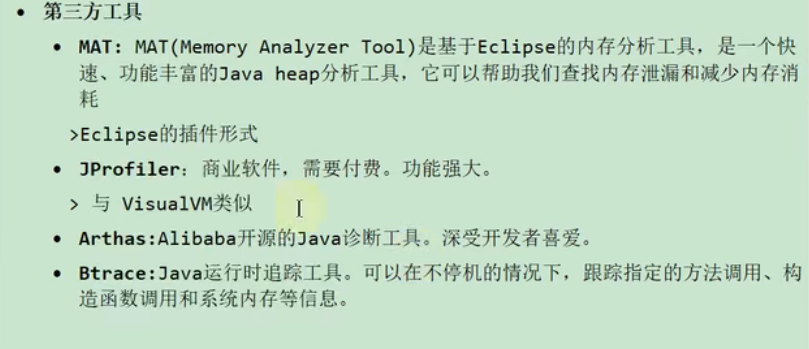 第三方工具
MAT: MAT(Memory Analyzer Tool)是基于Eclipse的内存分析工具，是一个快
速、功能丰富的Java heap分析工具，它可以帮助我们查找内存泄漏和减少内存消
耗
>Eclipse的插件形式
JProfiler：商业软件，需要付费。功能强大。
> 与 VisualVM类似
Arthas:Alibaba开源的Java诊断工具。深受开发者喜爱。
Btrace:Java运行时追踪工具。可以在不停机的情况下，跟踪指定的方法调用、构
造函数调用和系统内存等信息。